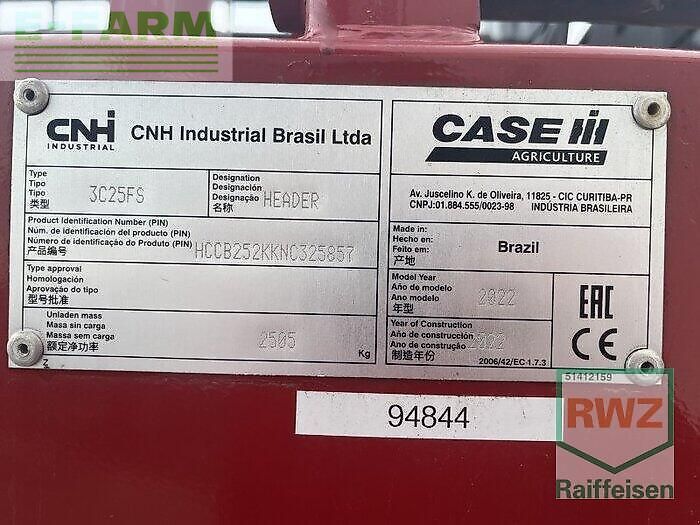 E-FARM
CNH
INDUSTRIAL
CNH Industrial Brasil Ltda
Type
Tipo
Tipo
类型
3C25FS
Designation
Designación
Designação
名称
HEADER
Product Identification Number (PIN)
Núm. de identificación del producto (PIN)
Número de identificação do Produto (PIN)
产品编号
HCCB252KKNC325857
Type approval
Homologación
Aprovação do tipo
型号批准
Unladen mass
Masa sin carga
Massa sem carga
额定净功率
2505
Kg
CASE IH
AGRICULTURE
Av. Juscelino K. de Oliveira, 11825 - CIC CURITIBA-PR
CNPJ:01.884.555/0023-98 INDÚSTRIA BRASILEIRA
Made in:
Hecho en:
Feito em:
产地
Brazil
Model Year
Año de modelo
Ano modelo
年型
2022
Year of Construction
Año de construcción
Ano de construção
制造年份
2022
EAC
CE
2006/42/EC-1.7.3
51412159
94844
RWZ
Raiffeisen